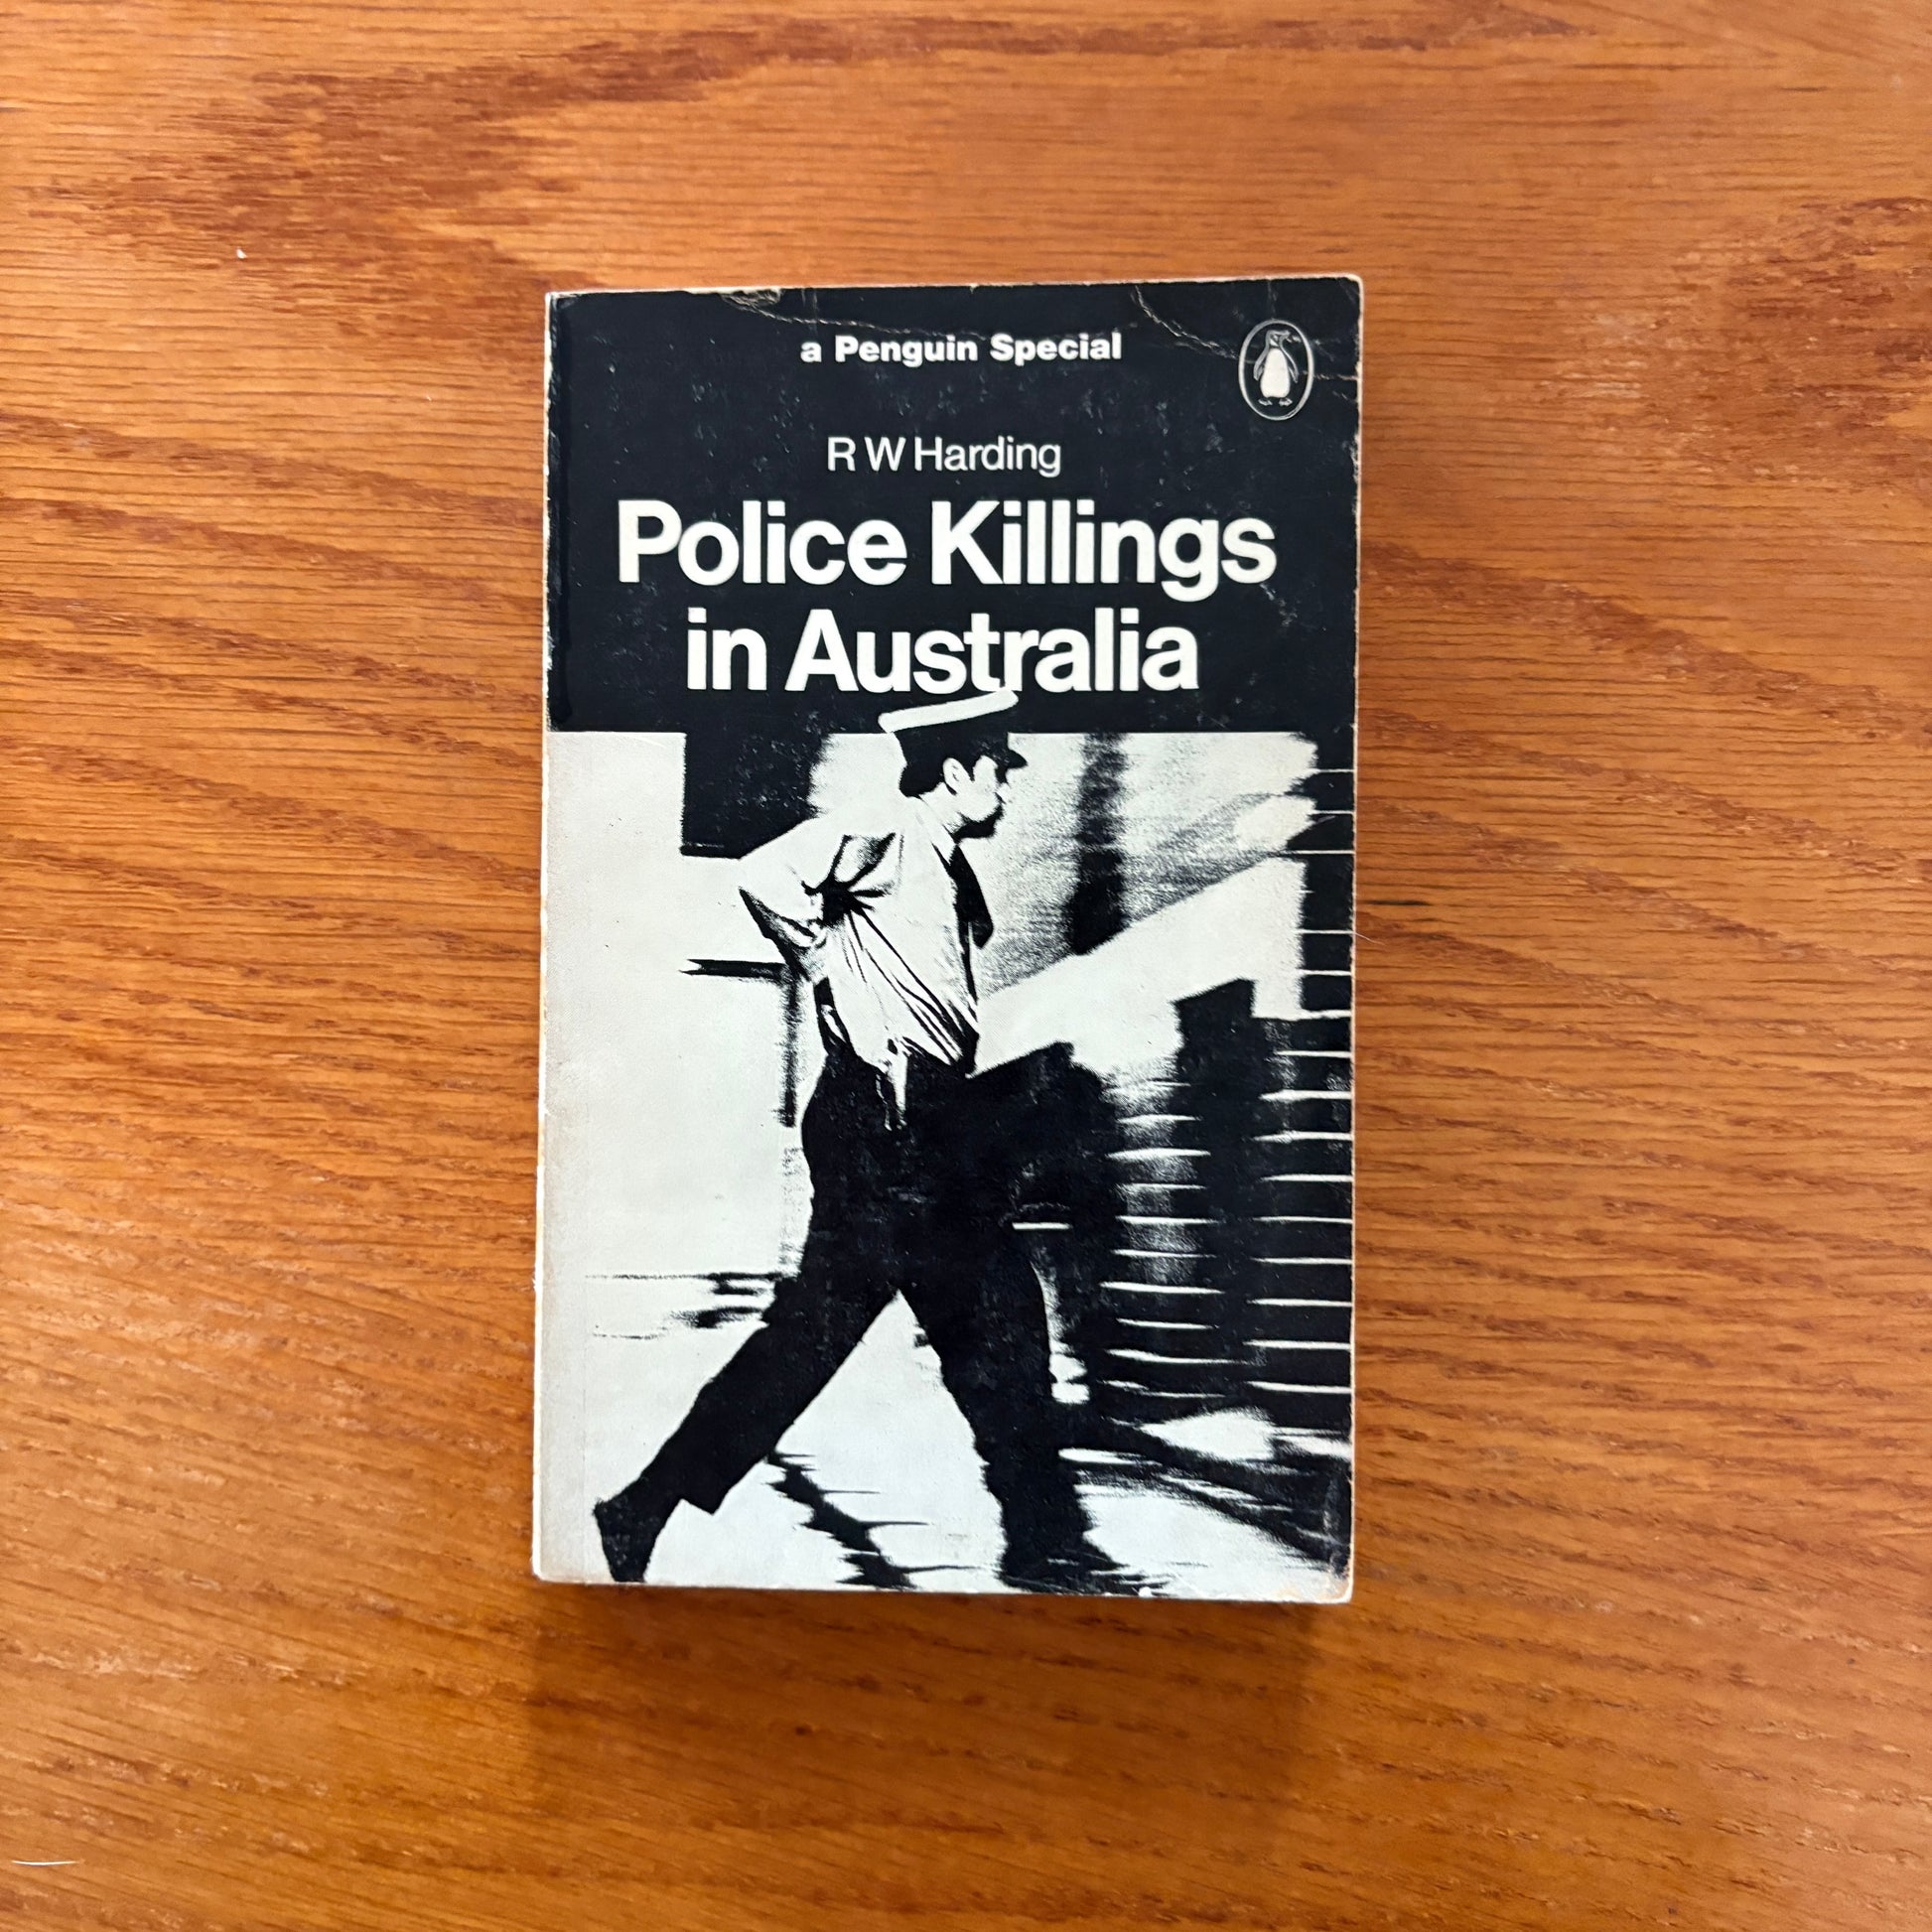 a Penguin Special
R W Harding
Police Killings
in Australia